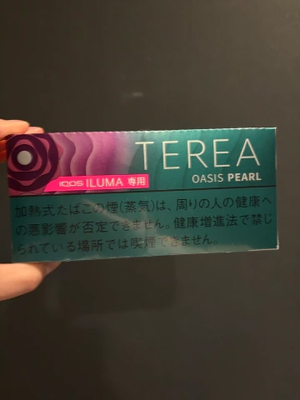 TEREA
OASIS PEARL
IQOS ILUMA 専用
加熱式たばこの煙(蒸気)は、周りの人の健康へ
の悪影響が否定できません。健康増進法で禁じ
られている場所では喫煙できません。